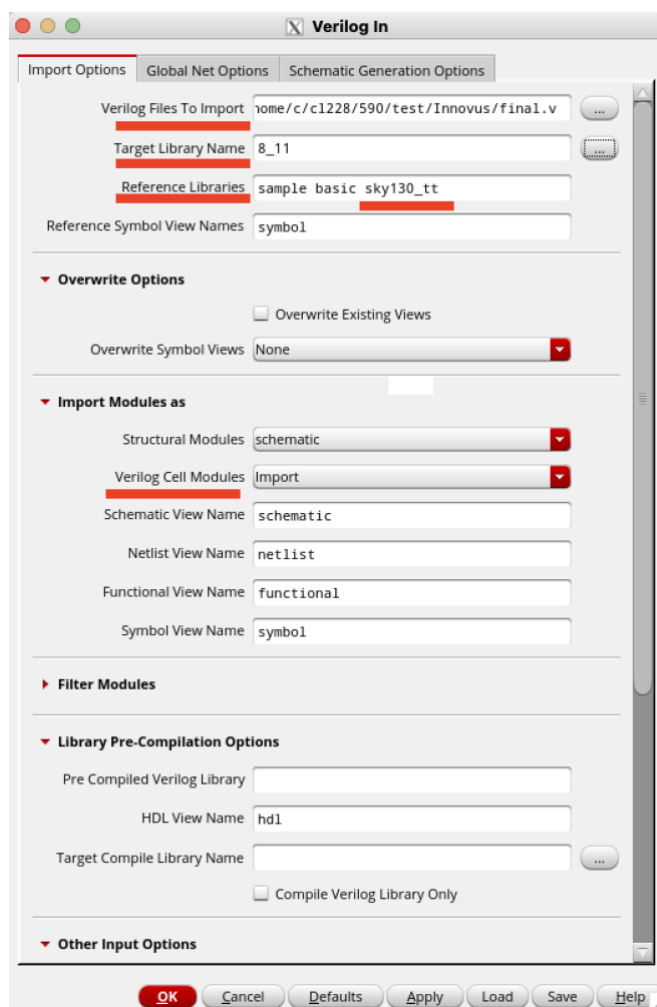 Verilog In
Import Options Global Net Options Schematic Generation Options
Verilog Files To Import home/c/cl228/590/test/Innovus/final.v ...
Target Library Name 8_11 ...
Reference Libraries sample basic sky130_tt
Reference Symbol View Names symbol
Overwrite Options
Overwrite Existing Views
Overwrite Symbol Views None
Import Modules as
Structural Modules schematic
Verilog Cell Modules Import
Schematic View Name schematic
Netlist View Name netlist
Functional View Name functional
Symbol View Name symbol
Filter Modules
Library Pre-Compilation Options
Pre Compiled Verilog Library
HDL View Name hdl
Target Compile Library Name ...
Compile Verilog Library Only
Other Input Options
OK Cancel Defaults Apply Load Save Help